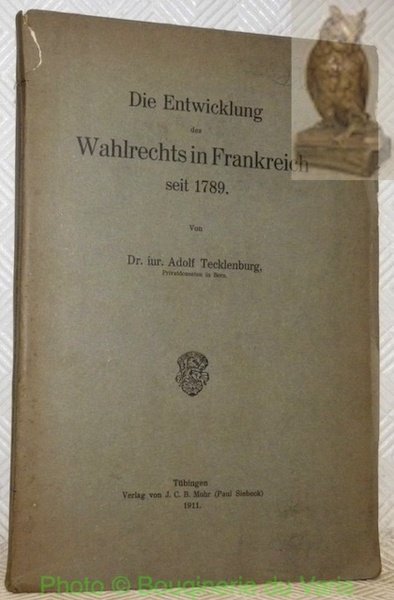 Die Entwicklung
des
Wahlrechts in Frankreich
seit 1789.
Von
Dr. iur. Adolf Tecklenburg,
Privatdozenten in Bern.
Tübingen
Verlag von J. C. B. Mohr (Paul Siebeck)
1911.
Photo © Bouquinerie du Varis